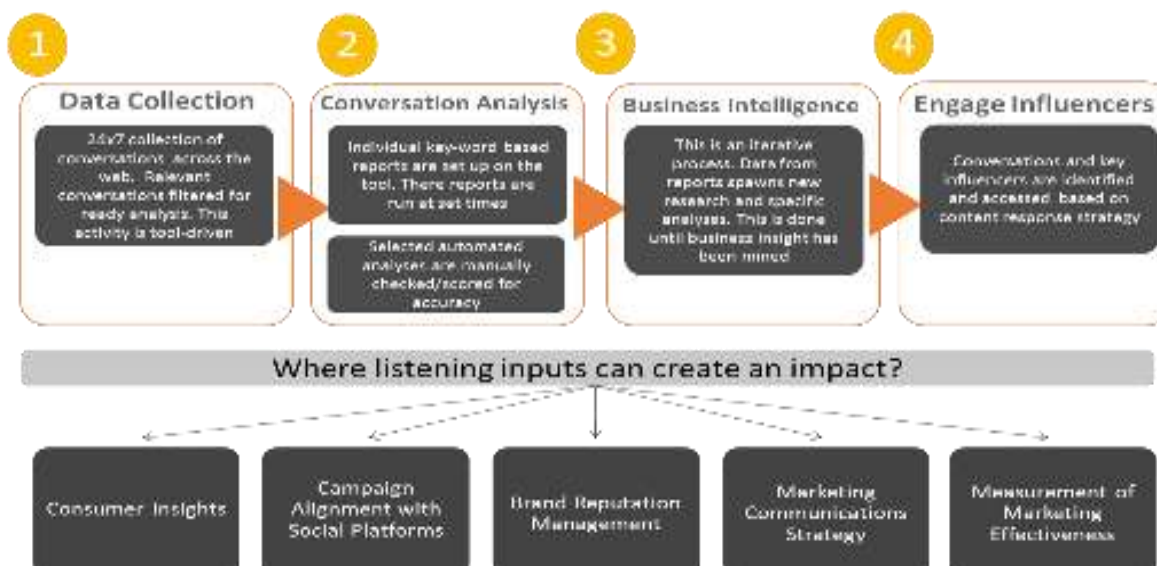 1
2
3
4
Data Collection
24x7 collection of
conversations across the
web. Relevant
conversations filtered for
ready analysis. This
activity is tool-driven
Conversation Analysis
Individual key-word based
reports are set up on the
tool. There reports are
run at set times
Selected automated
analyses are manually
checked/scored for
accuracy
Business Intelligence
This is an iterative
process. Data from
reports spawns new
research and specific
analyses. This is done
until business insight has
been mined
Engage Influencers
Conversations and key
influencers are identified
and accessed, based on
content response strategy
Where listening inputs can create an impact?
Consumer Insights
Campaign
Alignment with
Social Platforms
Brand Reputation
Management
Marketing
Communications
Strategy
Measurement of
Marketing
Effectiveness